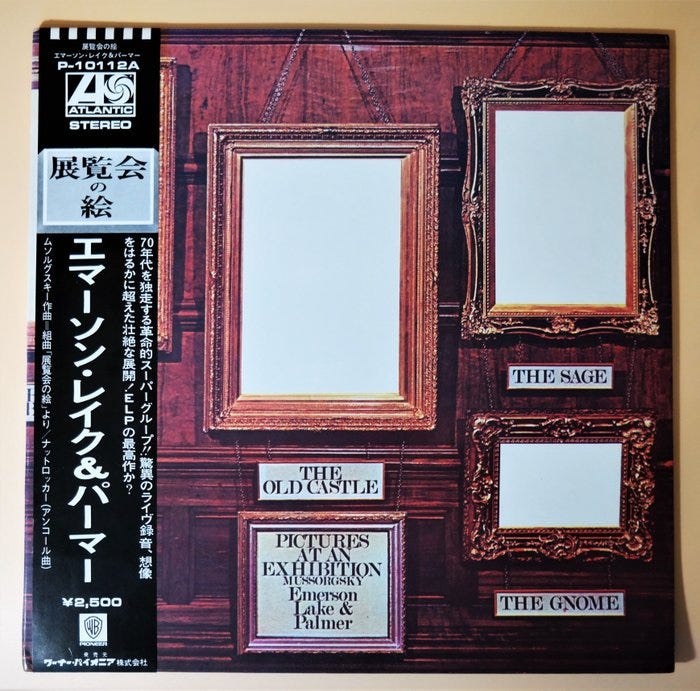 展覧会の絵
エマーソン・レイク&パーマー
P-10112A
ATLANTIC
STEREO
展覧会
の
絵
70年代を独走する革命的スーパーグループ!!驚異のライヴ録音、想像
をはるかに超えた壮絶な展開!ELPの最高作か?
エマーソン・レイク&パーマー
ムソルグスキー作曲=組曲「展覧会の絵」より/ナットロッカー(アンコール曲)
¥2,500
WB
PIONEER
発売元
ワーナー・パイオニア株式会社
THE
OLD CASTLE
PICTURES
AT AN
EXHIBITION
MUSSORGSKY
Emerson
Lake &
Palmer
THE SAGE
THE GNOME